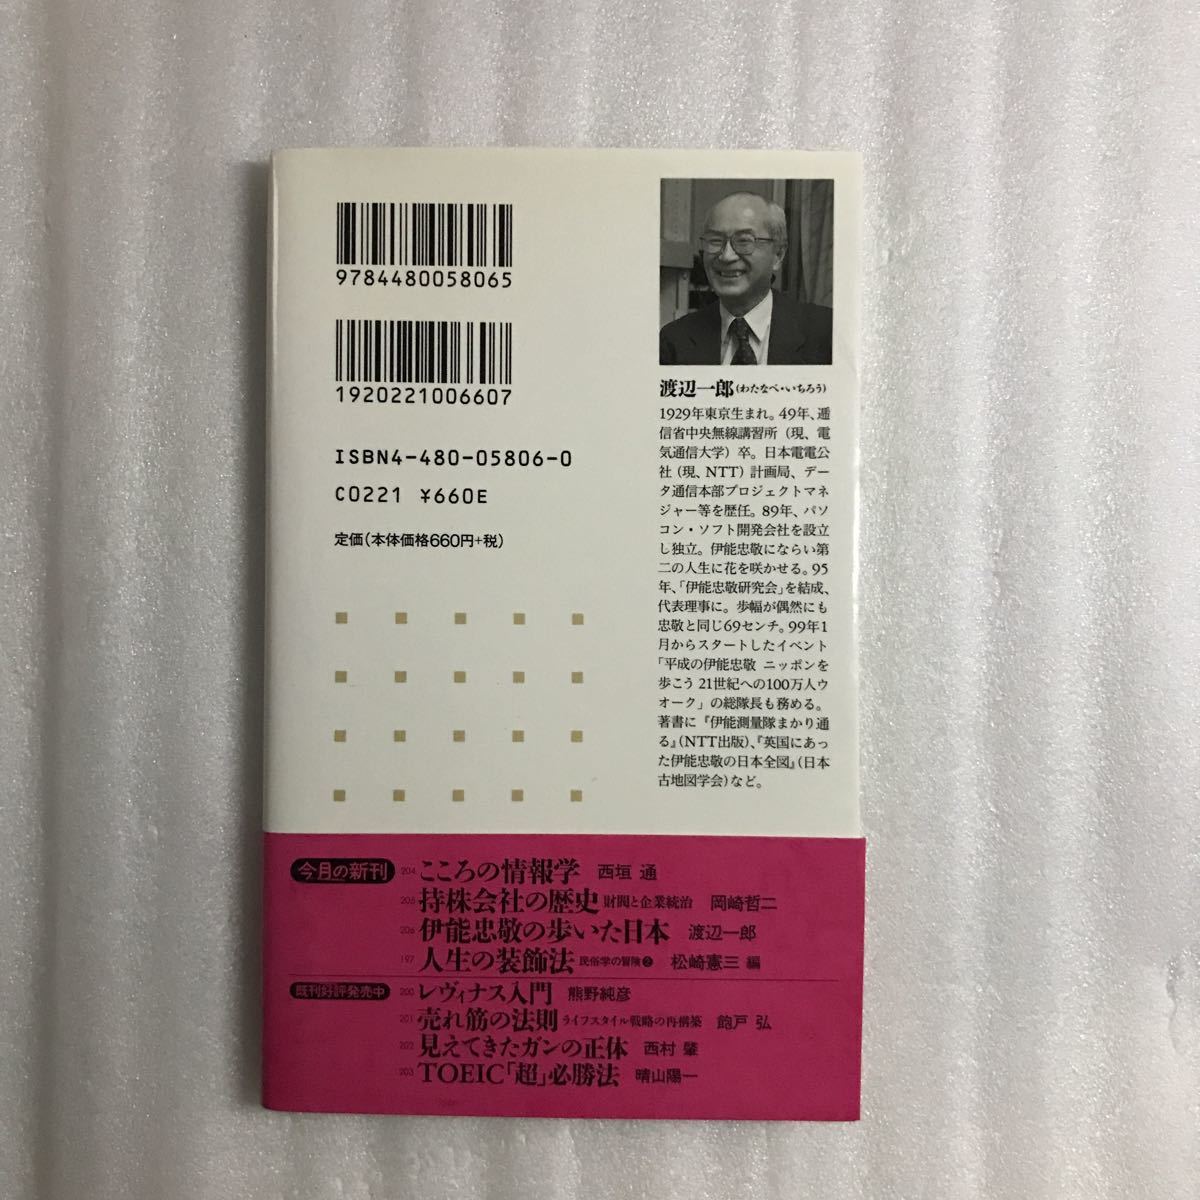 9784480058065
1920221006607
ISBN4-480-05806-0
C0221 ¥660E
定価(本体価格660円+税)
渡辺一郎(わたなべ・いちろう)
1929年東京生まれ。49年、逓
信省中央無線講習所(現、電
気通信大学)卒。日本電電公
社(現、NTT)計画局、デー
タ通信本部プロジェクトマネ
ジャー等を歴任。89年、パソ
コン・ソフト開発会社を設立
し独立。伊能忠敬にならい第
二の人生に花を咲かせる。95
年、「伊能忠敬研究会」を結成、
代表理事に。歩幅が偶然にも
忠敬と同じ69センチ。99年1
月からスタートしたイベント
「平成の伊能忠敬 ニッポンを
歩こう 21世紀への100万人ウ
オーク」の総隊長も務める。
著書に『伊能測量隊まかり通
る』(NTT出版)、『英国にあっ
た伊能忠敬の日本全図』(日本
古地図学会)など。
今月の新刊 204 こころの情報学 西垣 通
205 持株会社の歴史 財閥と企業統治 岡崎哲二
206 伊能忠敬の歩いた日本 渡辺一郎
197 人生の装飾法 民俗学の冒険❷ 松崎憲三 編
既刊好評発売中 200 レヴィナス入門 熊野純彦
201 売れ筋の法則 ライフスタイル戦略の再構築 飽戸 弘
202 見えてきたガンの正体 西村 肇
203 TOEIC「超」必勝法 晴山陽一